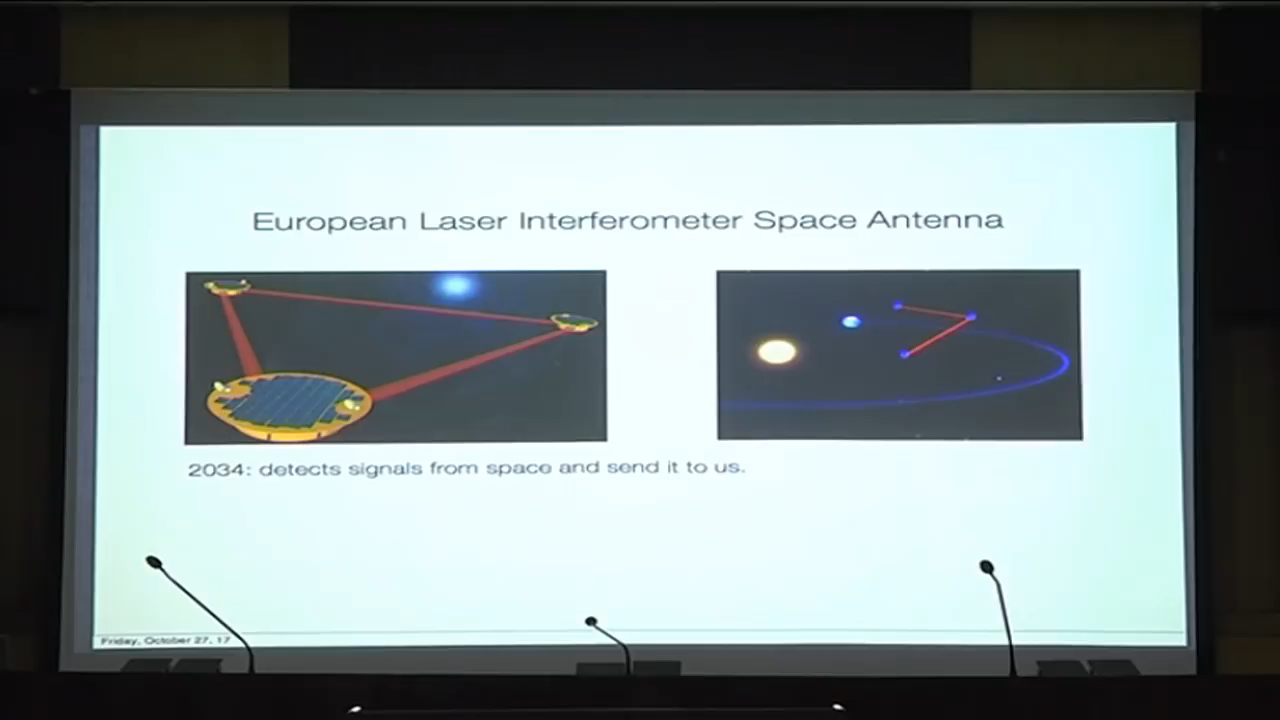 European Laser Interferometer Space Antenna
2034: detects signals from space and send it to us.
Friday, October 27, 17